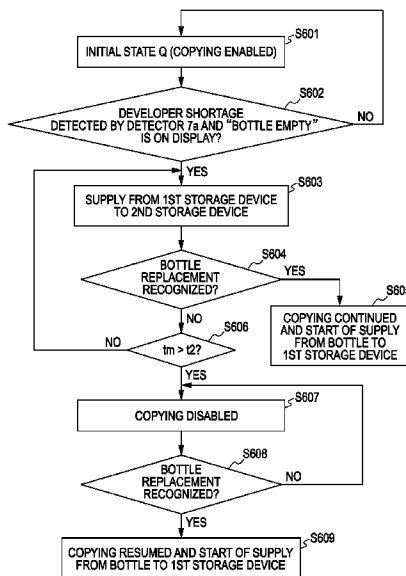 S601
INITIAL STATE Q (COPYING ENABLED)
S602
DEVELOPER SHORTAGE
DETECTED BY DETECTOR 7a AND "BOTTLE EMPTY"
IS ON DISPLAY?
NO
YES
S603
SUPPLY FROM 1ST STORAGE DEVICE
TO 2ND STORAGE DEVICE
S604
BOTTLE
REPLACEMENT
RECOGNIZED?
YES
NO
S605
COPYING CONTINUED
AND START OF SUPPLY
FROM BOTTLE TO
1ST STORAGE DEVICE
S606
tm > t2?
NO
YES
S607
COPYING DISABLED
S608
BOTTLE
REPLACEMENT
RECOGNIZED?
NO
YES
S609
COPYING RESUMED AND START OF SUPPLY
FROM BOTTLE TO 1ST STORAGE DEVICE